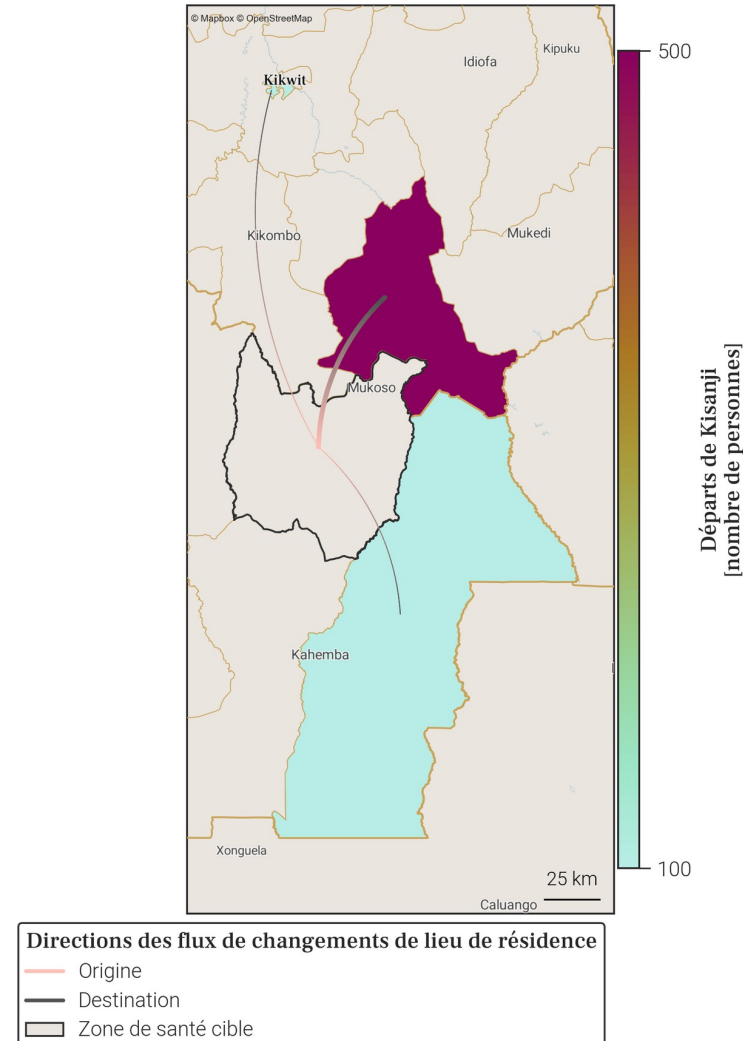 © Mapbox © OpenStreetMap
Kipuku
Idiofa
Kikwit
500
Mukedi
Kikombo
Mukoso
Départs de Kisanji
[nombre de personnes]
Kahemba
Xonguela
100
25 km
Caluango
Directions des flux de changements de lieu de résidence
Origine
Destination
Zone de santé cible